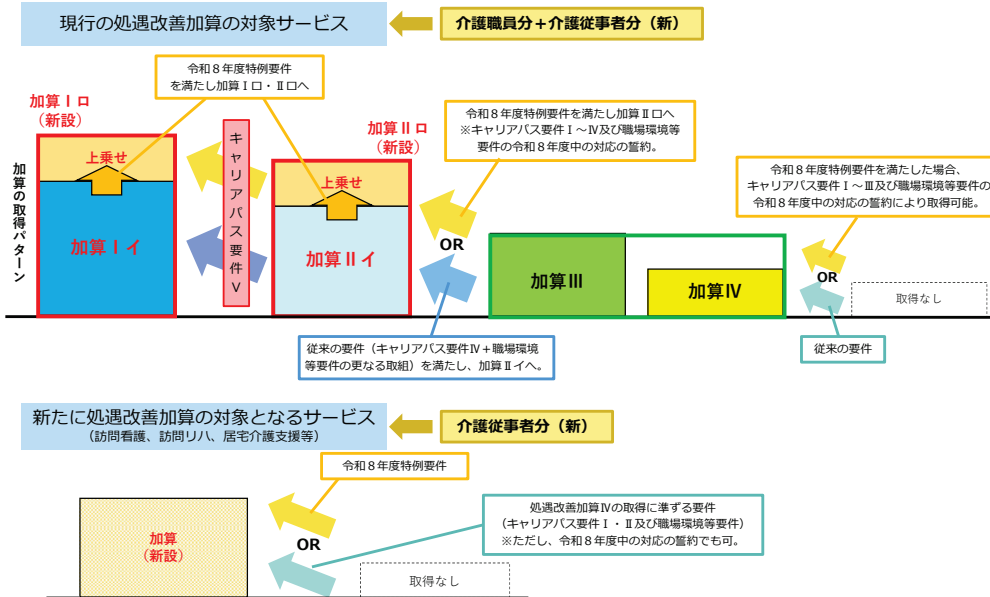 現行の処遇改善加算の対象サービス
介護職員分+介護従事者分(新)
令和8年度特例要件
を満たし加算Ⅰロ・Ⅱロへ
加算Ⅰロ
(新設)
加算Ⅱロ
(新設)
令和8年度特例要件を満たし加算Ⅱロへ
※キャリアパス要件Ⅰ~Ⅳ及び職場環境等
要件の令和8年度中の対応の誓約。
令和8年度特例要件を満たした場合、
キャリアパス要件Ⅰ~Ⅲ及び職場環境等要件の
令和8年度中の対応の誓約により取得可能。
加算の取得パターン
上乗せ
加算Ⅰイ
キャリアパス要件Ⅴ
上乗せ
加算Ⅱイ
OR
加算Ⅲ
加算Ⅳ
OR
取得なし
従来の要件(キャリアパス要件Ⅳ+職場環境
等要件の更なる取組)を満たし、加算Ⅱイへ。
従来の要件
新たに処遇改善加算の対象となるサービス
(訪問看護、訪問リハ、居宅介護支援等)
介護従事者分(新)
令和8年度特例要件
加算
(新設)
OR
処遇改善加算Ⅳの取得に準ずる要件
(キャリアパス要件Ⅰ・Ⅱ及び職場環境等要件)
※ただし、令和8年度中の対応の誓約でも可。
取得なし